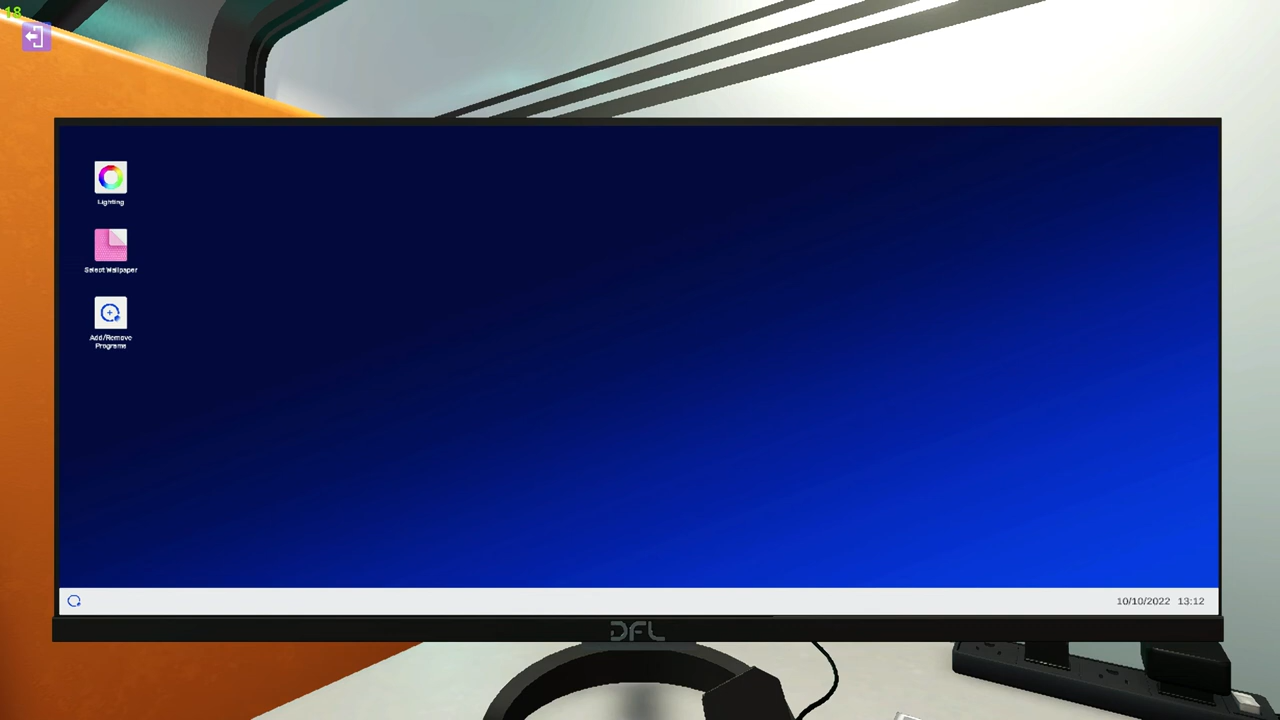 18
Lighting
Select Wallpaper
Add/Remove
Programs
10/10/2022 13:12
DFL